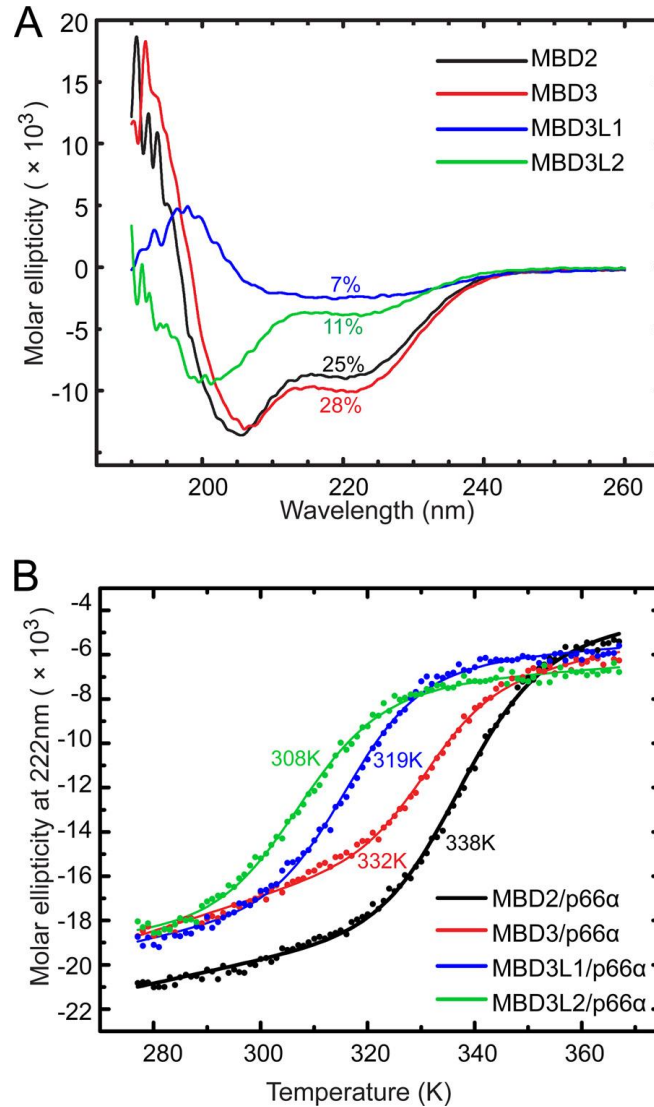 A
Molar ellipticity ( × 10³)
20
15
10
5
0
-5
-10
MBD2
MBD3
MBD3L1
MBD3L2
7%
11%
25%
28%
200 220 240 260
Wavelength (nm)
B
Molar ellipticity at 222nm ( × 10³)
-4
-6
-8
-10
-12
-14
-16
-18
-20
-22
308K
319K
332K
338K
MBD2/p66α
MBD3/p66α
MBD3L1/p66α
MBD3L2/p66α
280 300 320 340 360
Temperature (K)